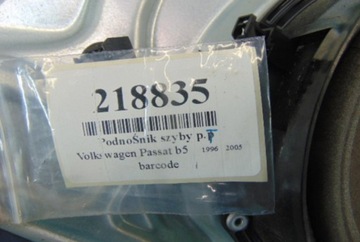 218835
PodnoŚnik szyby p.P
Volkswagen Passat b5 1996 2005
barcode